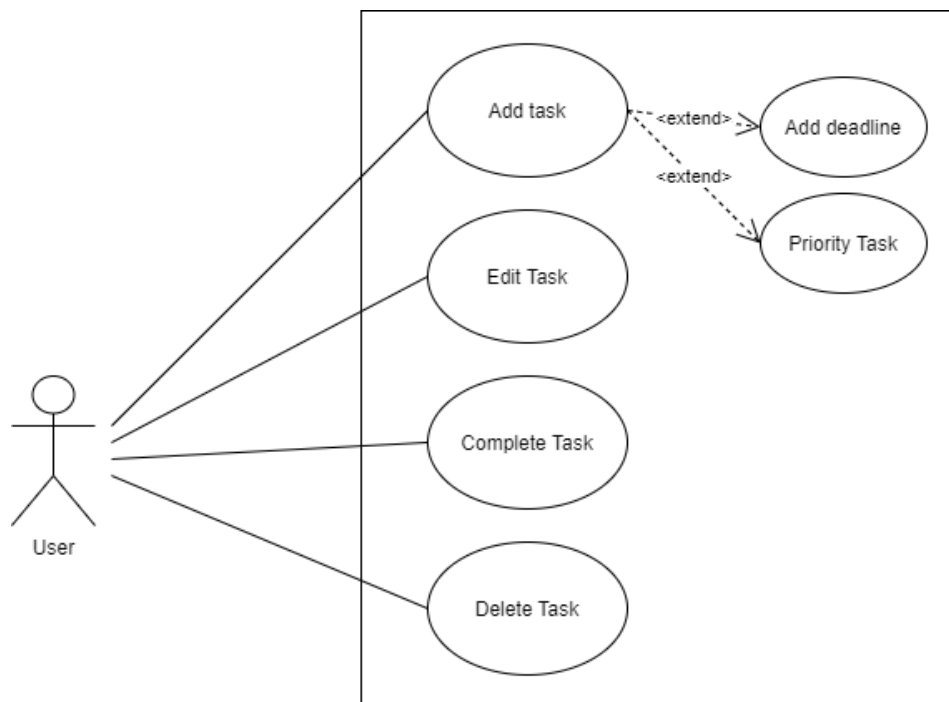 Add task
<extend>
Add deadline
<extend>
Priority Task
Edit Task
Complete Task
User
Delete Task